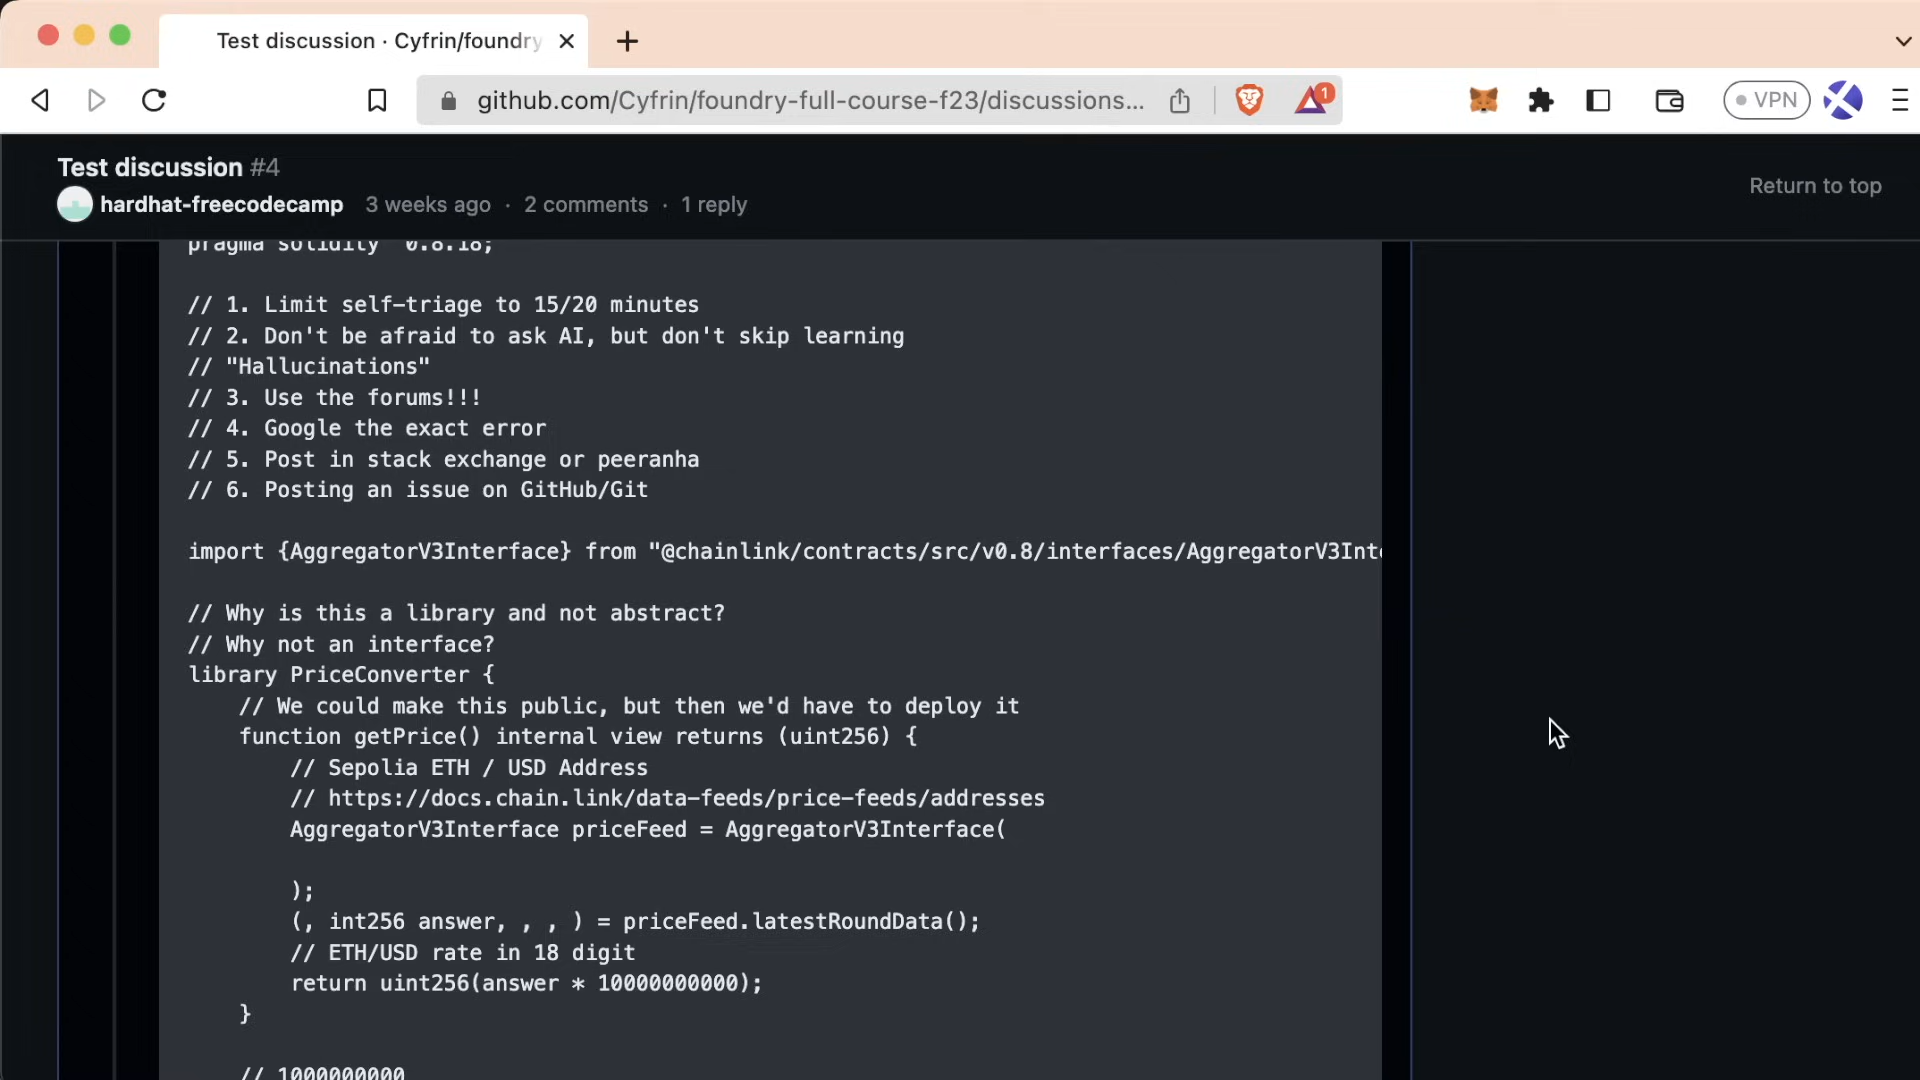 Test discussion · Cyfrin/foundry
github.com/Cyfrin/foundry-full-course-f23/discussions...
1
VPN
Test discussion #4
hardhat-freecodecamp 3 weeks ago · 2 comments · 1 reply
Return to top
pragma solidity 0.8.18;
// 1. Limit self-triage to 15/20 minutes
// 2. Don't be afraid to ask AI, but don't skip learning
// "Hallucinations"
// 3. Use the forums!!!
// 4. Google the exact error
// 5. Post in stack exchange or peeranha
// 6. Posting an issue on GitHub/Git
import {AggregatorV3Interface} from "@chainlink/contracts/src/v0.8/interfaces/AggregatorV3Int
// Why is this a library and not abstract?
// Why not an interface?
library PriceConverter {
// We could make this public, but then we'd have to deploy it
function getPrice() internal view returns (uint256) {
// Sepolia ETH / USD Address
// https://docs.chain.link/data-feeds/price-feeds/addresses
AggregatorV3Interface priceFeed = AggregatorV3Interface(
);
(, int256 answer, , , ) = priceFeed.latestRoundData();
// ETH/USD rate in 18 digit
return uint256(answer * 10000000000);
}
// 1000000000